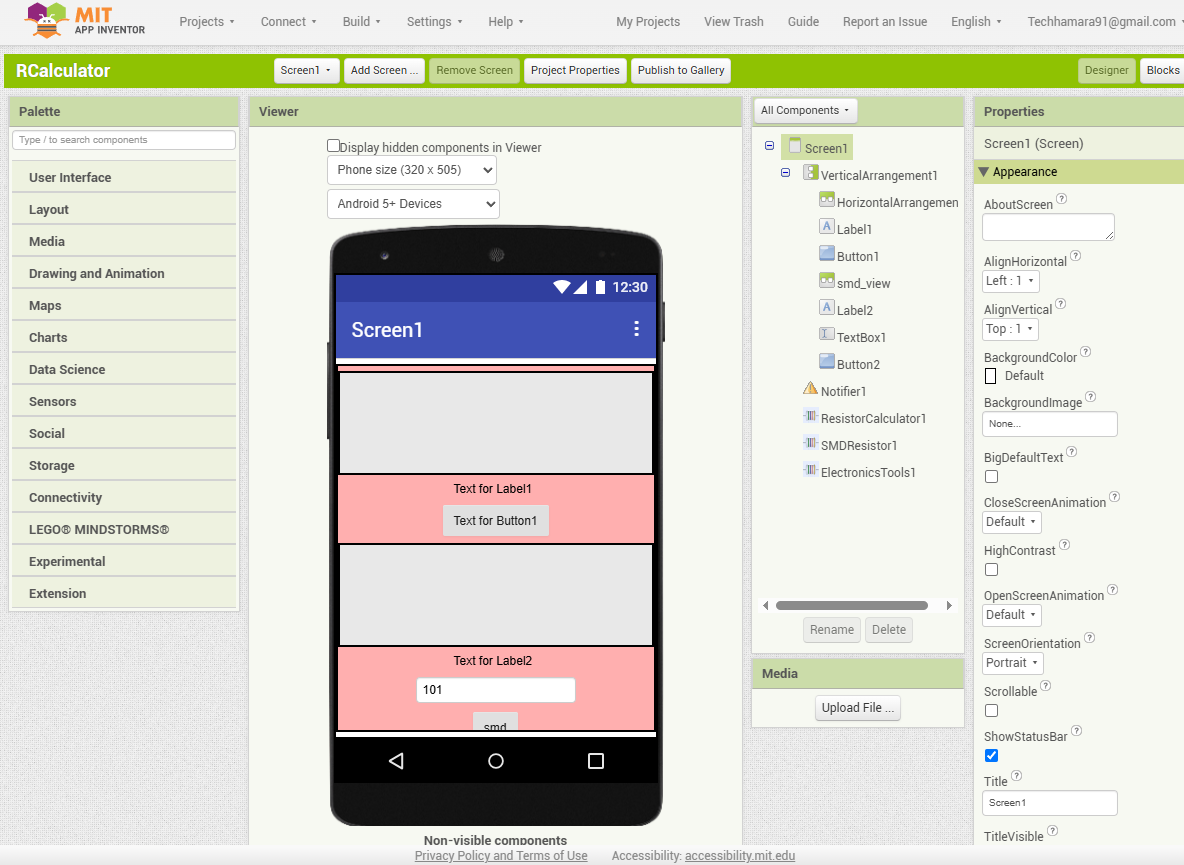 MIT
APP INVENTOR
Projects Connect Build Settings Help My Projects View Trash Guide Report an Issue English Techhamara91@gmail.com
RCalculator
Screen1 Add Screen ... Remove Screen Project Properties Publish to Gallery Designer Blocks
Palette
Type / to search components
User Interface
Layout
Media
Drawing and Animation
Maps
Charts
Data Science
Sensors
Social
Storage
Connectivity
LEGO® MINDSTORMS®
Experimental
Extension
Viewer
Display hidden components in Viewer
Phone size (320 x 505)
Android 5+ Devices
12:30
Screen1
Text for Label1
Text for Button1
Text for Label2
101
smd
Non-visible components
All Components
Screen1
VerticalArrangement1
HorizontalArrangemen
A Label1
Button1
smd_view
A Label2
TextBox1
Button2
Notifier1
ResistorCalculator1
SMDResistor1
ElectronicsTools1
Rename Delete
Media
Upload File ...
Properties
Screen1 (Screen)
Appearance
AboutScreen ?
AlignHorizontal ?
Left : 1
AlignVertical ?
Top : 1
BackgroundColor ?
Default
BackgroundImage ?
None...
BigDefaultText ?
CloseScreenAnimation ?
Default
HighContrast ?
OpenScreenAnimation ?
Default
ScreenOrientation ?
Portrait
Scrollable ?
ShowStatusBar ?
Title ?
Screen1
TitleVisible ?
Privacy Policy and Terms of Use Accessibility: accessibility.mit.edu